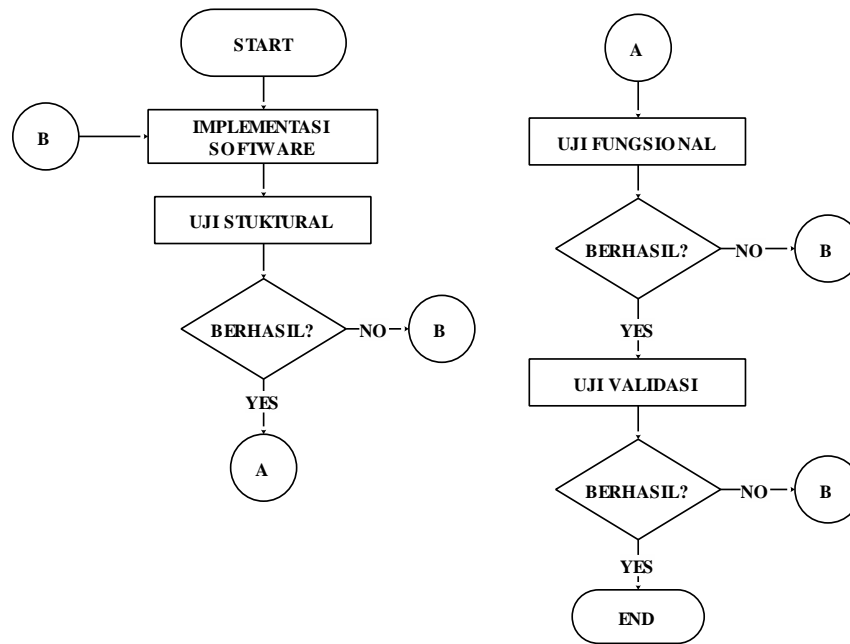 START
B
IMPLEMENTASI
SOFTWARE
UJI STUKTURAL
BERHASIL?
NO
B
YES
A
A
UJI FUNGSIONAL
BERHASIL?
NO
B
YES
UJI VALIDASI
BERHASIL?
NO
B
YES
END